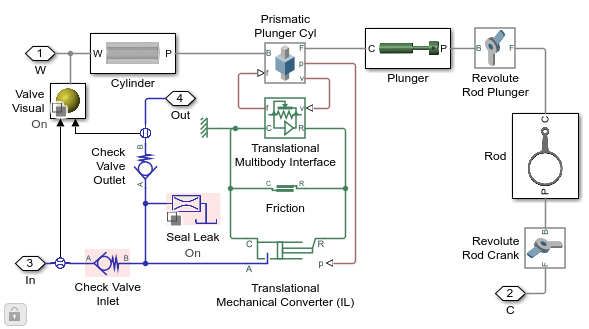 Prismatic
Plunger Cyl
1
W
W
P
Cylinder
B
F
p
f
v
C
P
Plunger
B
F
Revolute
Rod Plunger
Valve
Visual
On
4
Out
f
v
C
R
Translational
Multibody Interface
C
Rod
P
Check
Valve
Outlet
B
A
C
R
Friction
Seal Leak
On
Revolute
Rod Crank
B
F
3
In
A
B
Check Valve
Inlet
C
R
A
p
Translational
Mechanical Converter (IL)
2
C